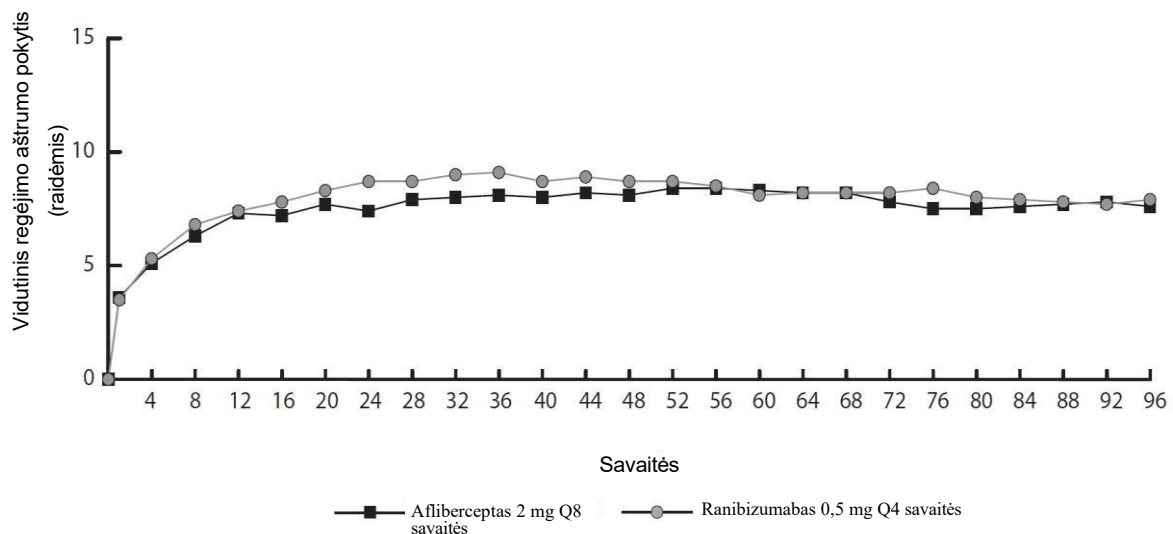 Vidutinis regėjimo aštrumo pokytis
(raidėmis)
15
10
5
0
4 8 12 16 20 24 28 32 36 40 44 48 52 56 60 64 68 72 76 80 84 88 92 96
Savaitės
Afliberceptas 2 mg Q8
savaitės
Ranibizumabas 0,5 mg Q4 savaitės